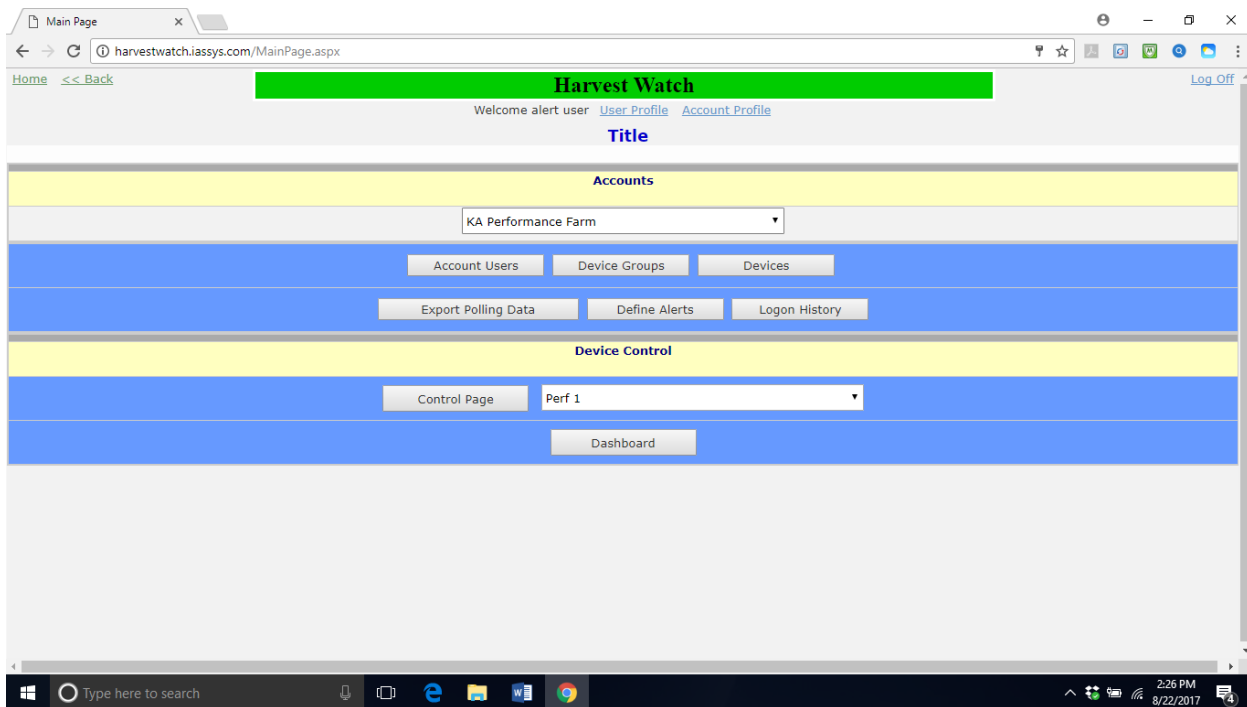 Main Page
harvestwatch.iassys.com/MainPage.aspx
Home << Back
Harvest Watch
Log Off
Welcome alert user User Profile Account Profile
Title
Accounts
KA Performance Farm
Account Users Device Groups Devices
Export Polling Data Define Alerts Logon History
Device Control
Control Page Perf 1
Dashboard
Type here to search
2:26 PM
8/22/2017
4